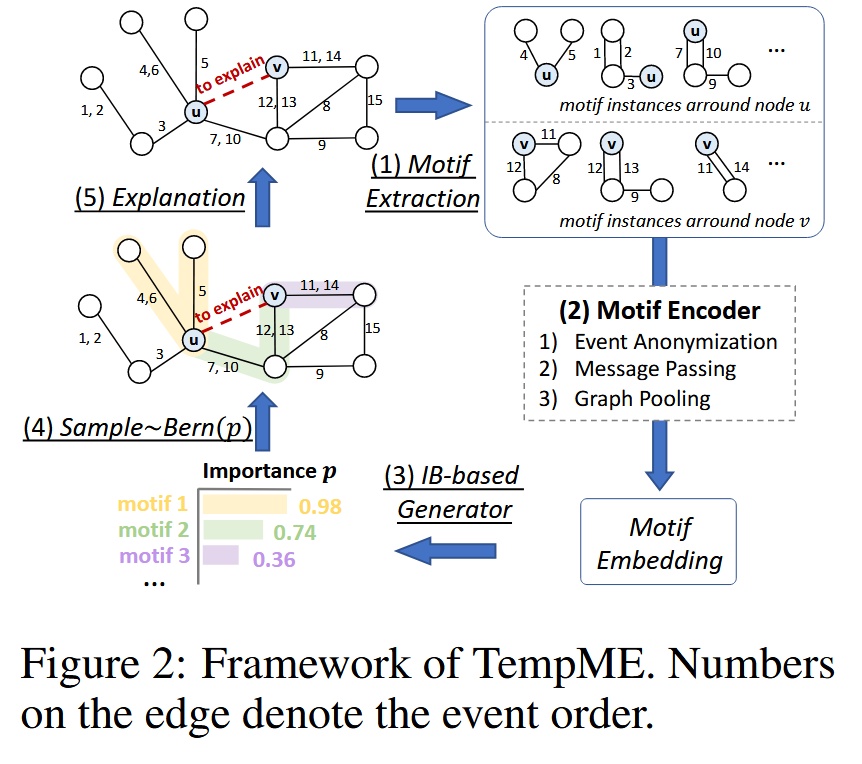 5
4,6
1, 2
3
u
to explain
v
11, 14
12, 13
8
15
7, 10
9
4
5
u
1
2
3
u
u
7
10
9
...
motif instances arround node u
v
11
12
8
v
12
13
9
v
11
14
...
motif instances arround node v
(1) Motif
Extraction
(5) Explanation
(2) Motif Encoder
1) Event Anonymization
2) Message Passing
3) Graph Pooling
5
4,6
1, 2
3
u
to explain
v
11, 14
12, 13
8
15
7, 10
9
(4) Sample~Bern(p)
Importance p
motif 1 0.98
motif 2 0.74
motif 3 0.36
...
(3) IB-based
Generator
Motif
Embedding
Figure 2: Framework of TempME. Numbers
on the edge denote the event order.